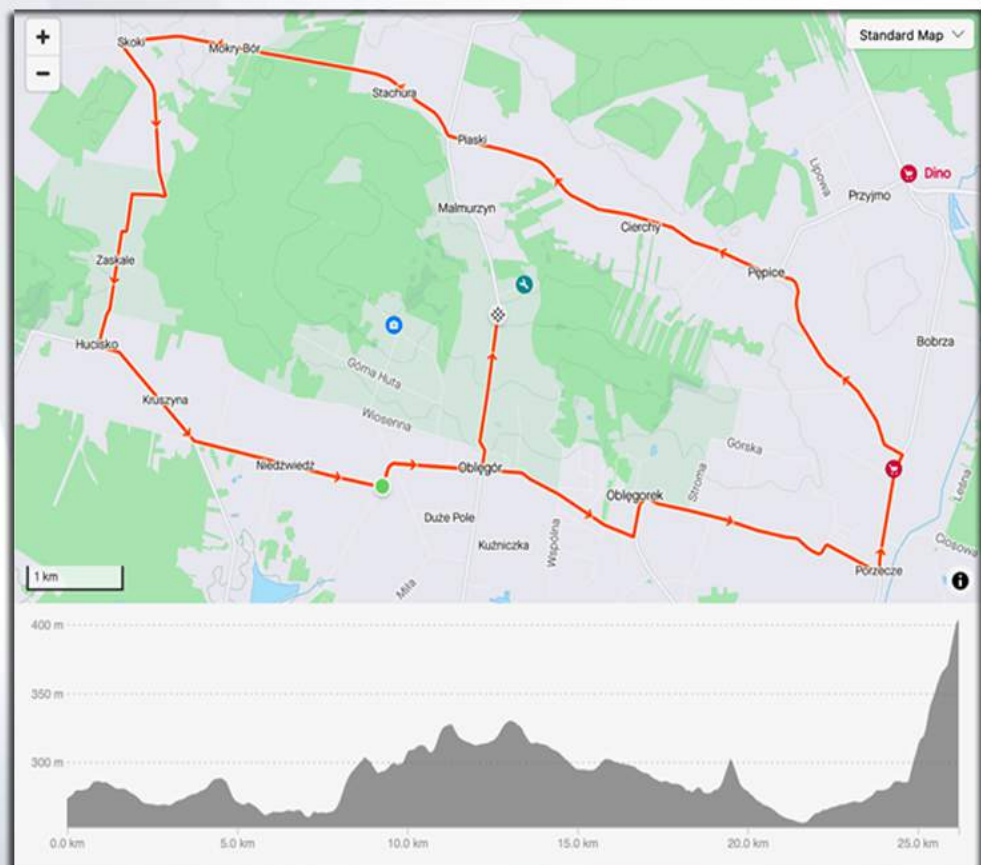 +
−
Standard Map
Skoki
Mokry-Bór
Stachura
Piaski
Dino
Lipowa
Przyjmo
Malmurzyn
Cierchy
Zaskale
Pępice
Hucisko
Bobrza
Górna Huta
Kruszyna
Wiosenna
Górska
Niedźwiedź
Oblęgór
Stroma
Leśna
Oblęgorek
Duże Pole
Kuźniczka
Wspólna
Ciosowa
Porzecze
Miła
1 km
i
400 m
350 m
300 m
0.0 km 5.0 km 10.0 km 15.0 km 20.0 km 25.0 km